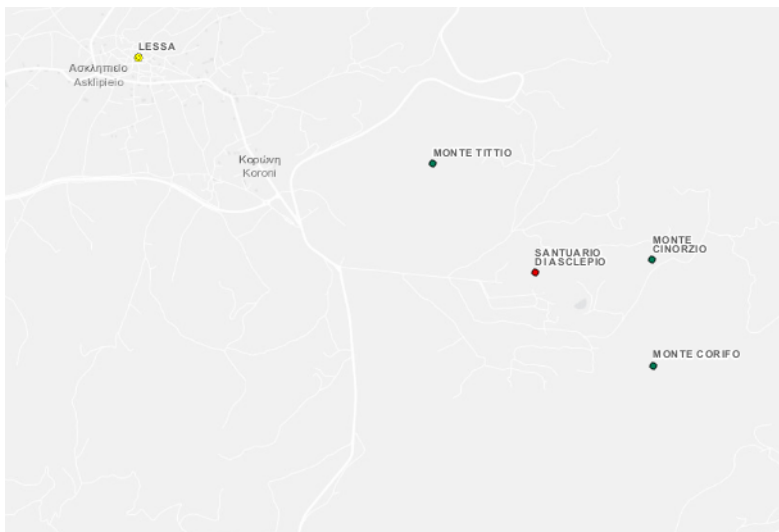 LESSA
Ασκληπιείο
Asklipieio
Κορώνη
Koroni
MONTE TITTIO
SANTUARIO
DI ASCLEPIO
MONTE
CINORZIO
MONTE CORIFO